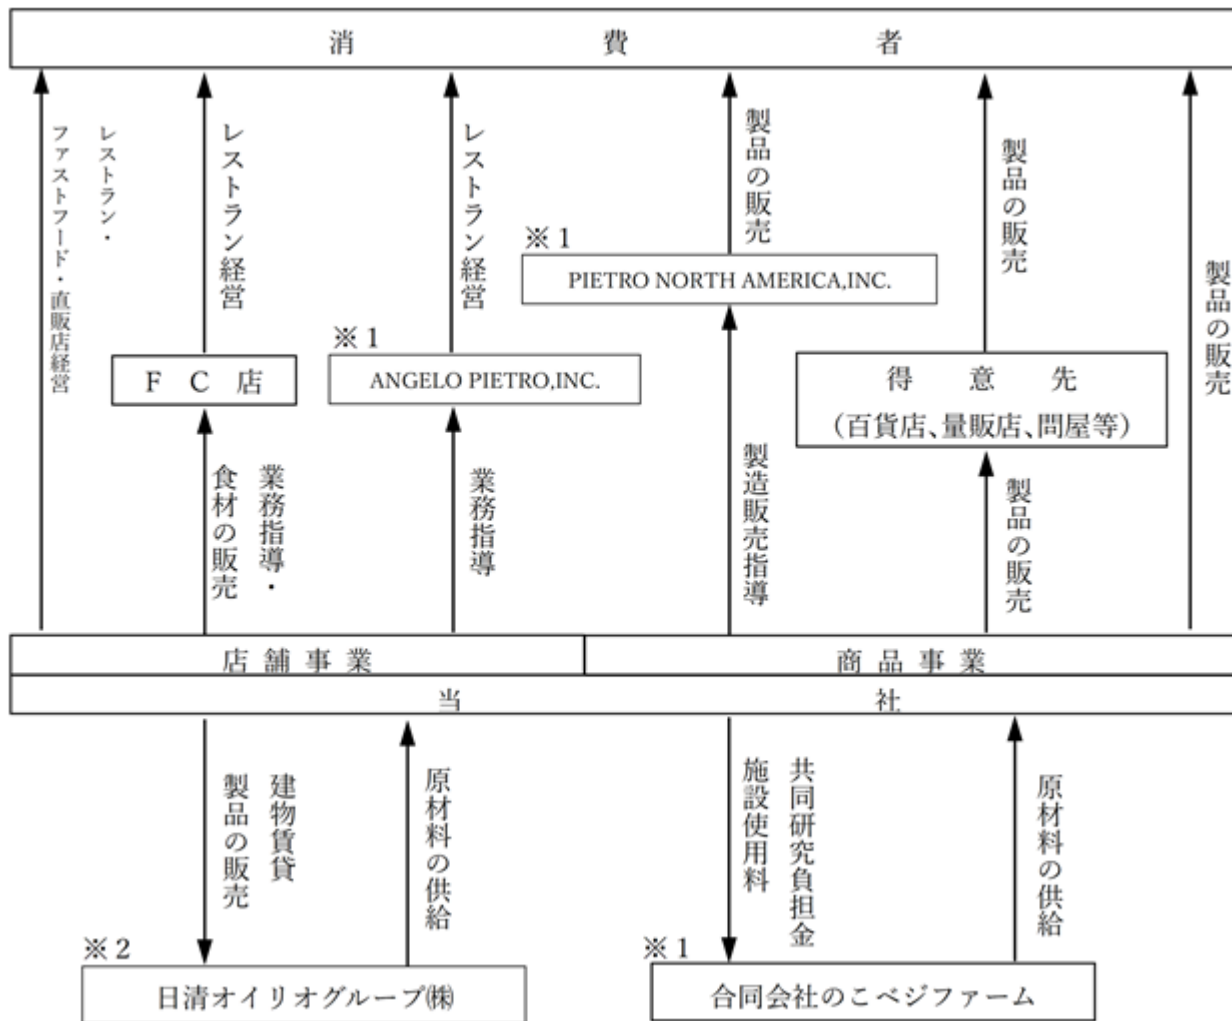 消費者
レストラン・
ファストフード・直販店経営
レストラン経営
レストラン経営
製品の販売
製品の販売
製品の販売
※1
PIETRO NORTH AMERICA,INC.
※1
FC店
ANGELO PIETRO,INC.
得意先
（百貨店、量販店、問屋等）
業務指導・
食材の販売
業務指導
製造販売指導
製品の販売
店舗事業
商品事業
当社
建物賃貸
製品の販売
原材料の供給
共同研究負担金
施設使用料
原材料の供給
※2
日清オイリオグループ㈱
※1
合同会社のこベジファーム